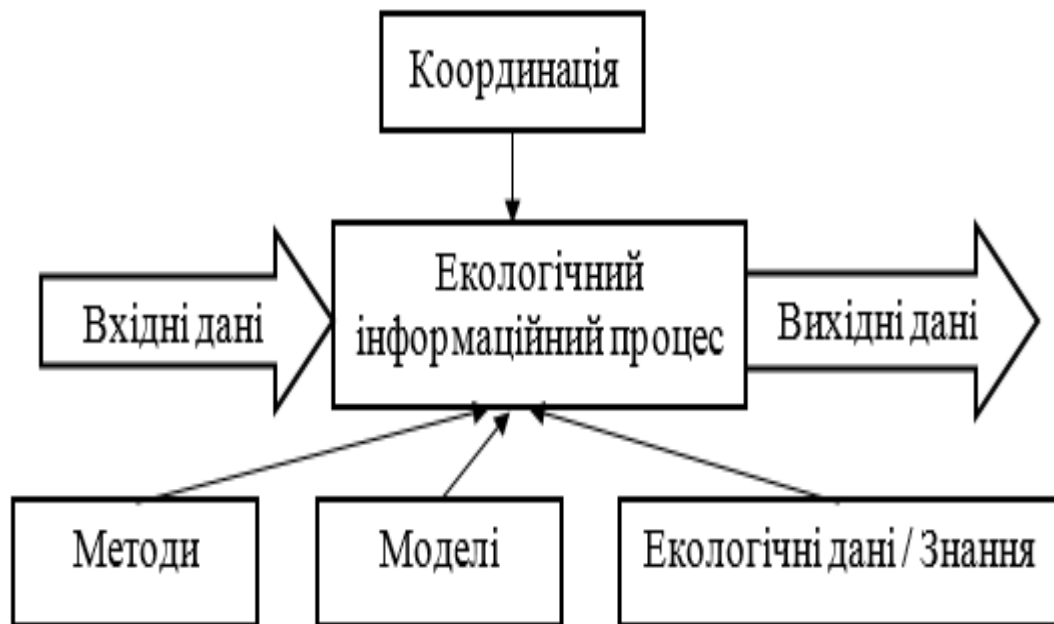 Координація
Вхідні дані
Екологічний
інформаційний процес
Вихідні дані
Методи
Моделі
Екологічні дані / Знання